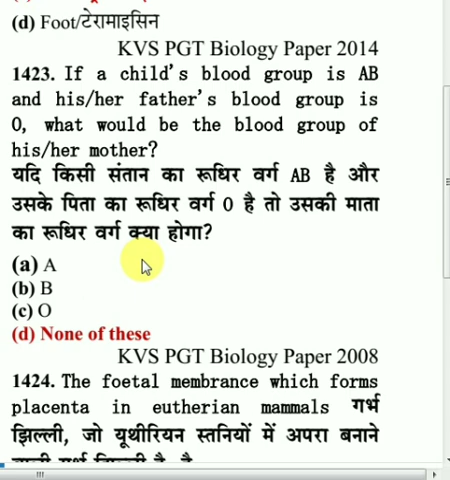 (d) Foot/टेरामाइसिन
KVS PGT Biology Paper 2014
1423. If a child's blood group is AB
and his/her father's blood group is
O, what would be the blood group of
his/her mother?
यदि किसी संतान का रूधिर वर्ग AB है और
उसके पिता का रूधिर वर्ग O है तो उसकी माता
का रूधिर वर्ग क्या होगा?
(a) A
(b) B
(c) O
(d) None of these
KVS PGT Biology Paper 2008
1424. The foetal membrance which forms
placenta in eutherian mammals गर्भ
झिल्ली, जो यूथीरियन स्तनियों में अपरा बनाने